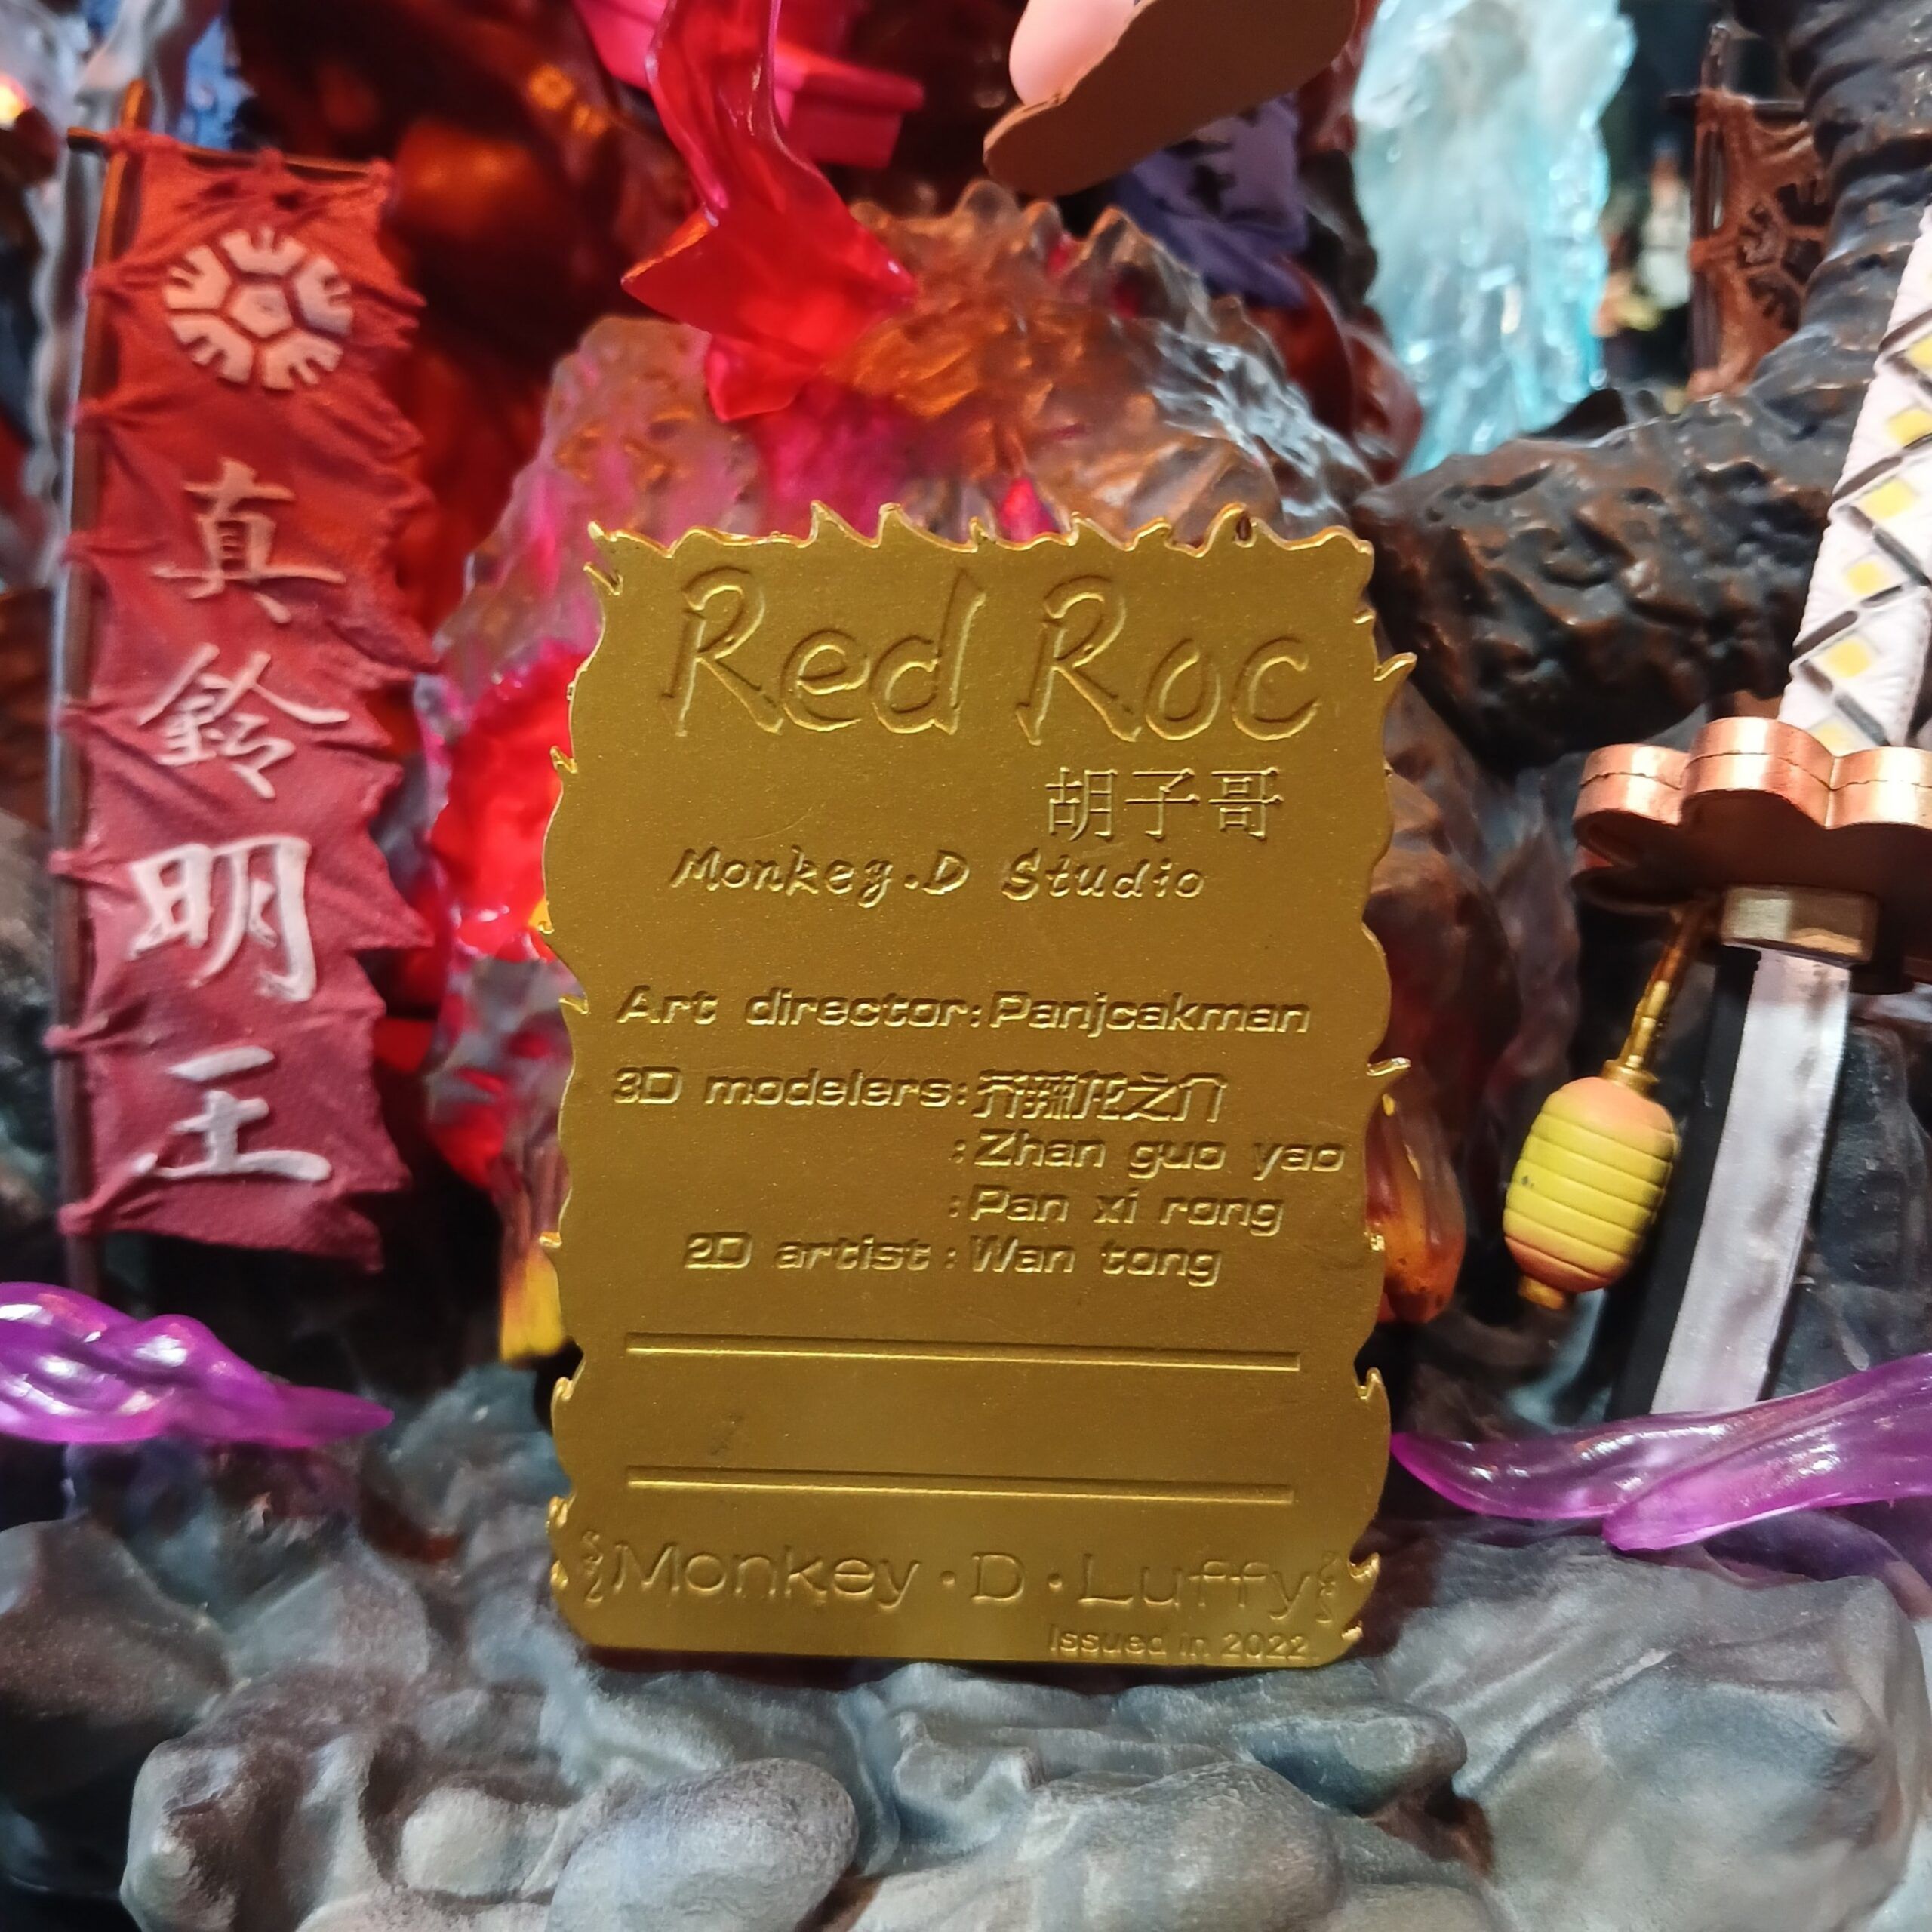 真
鈴
明
王
Red Roc
胡子哥
Monkey.D Studio
Art director:Panjcakman
3D modelers:
:Zhan guo yao
:Pan xi rong
2D artist:Wan tong
Monkey·D·Luffy
Issued in 2022